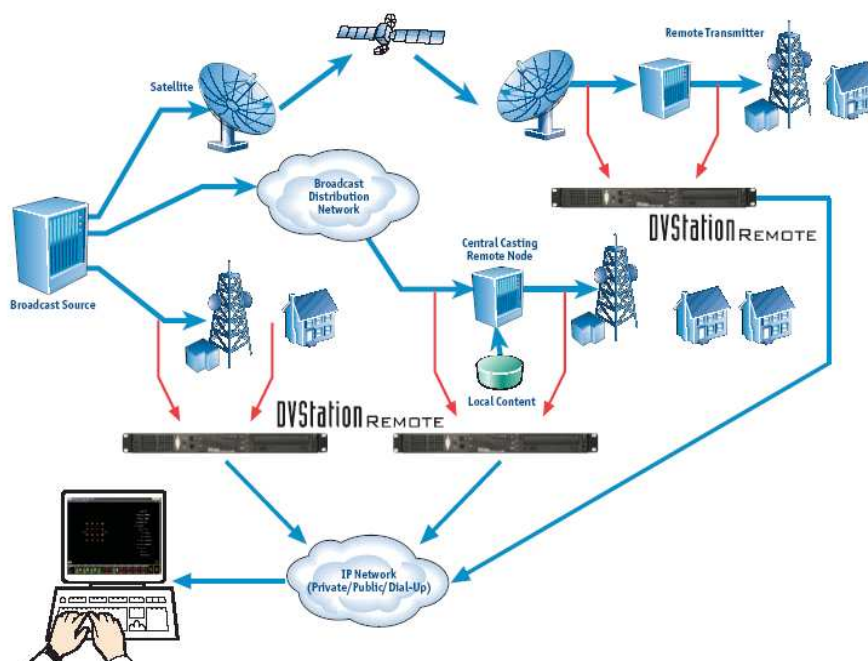 Remote Transmitter
Satellite
Broadcast
Distribution
Network
DVStation REMOTE
Central Casting
Remote Node
Broadcast Source
Local Content
DVStation REMOTE
IP Network
(Private/Public/Dial-Up)